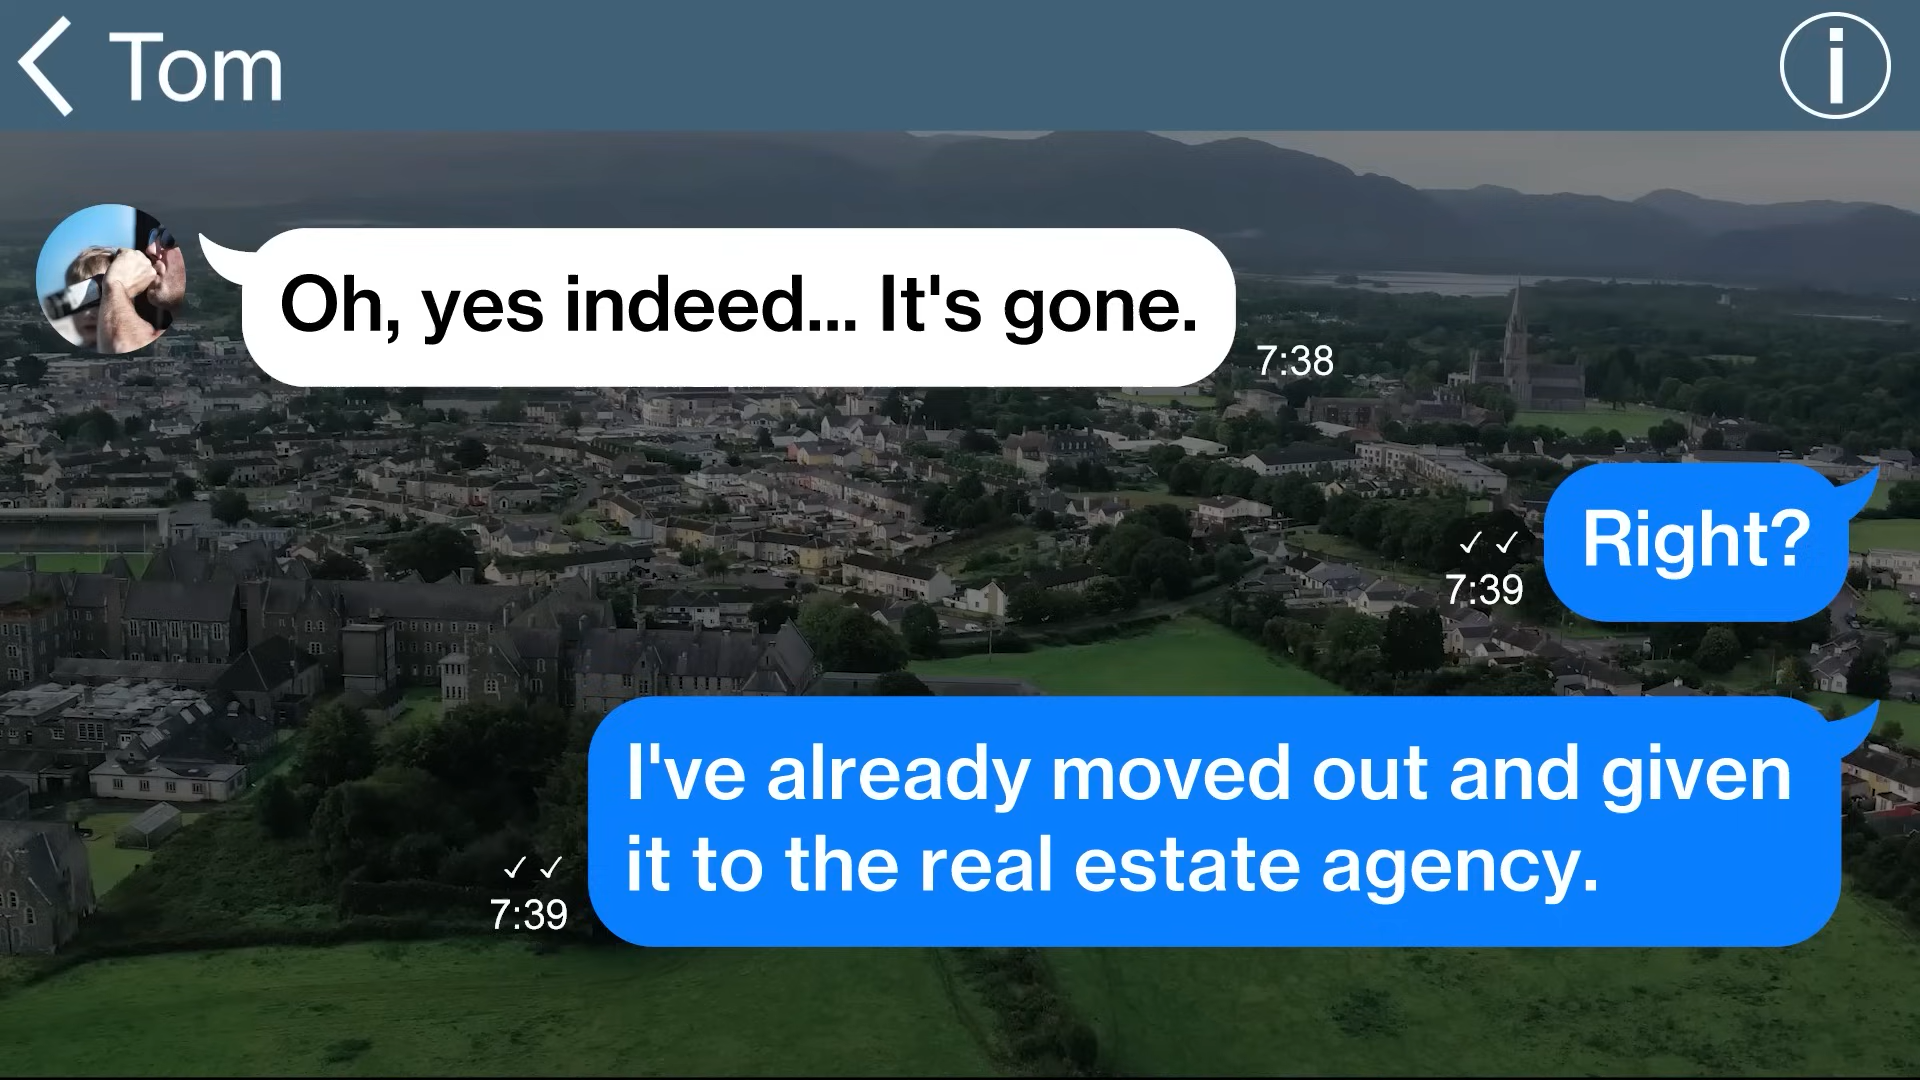 Tom
Oh, yes indeed... It's gone.
7:38
Right?
7:39
I've already moved out and given
it to the real estate agency.
7:39